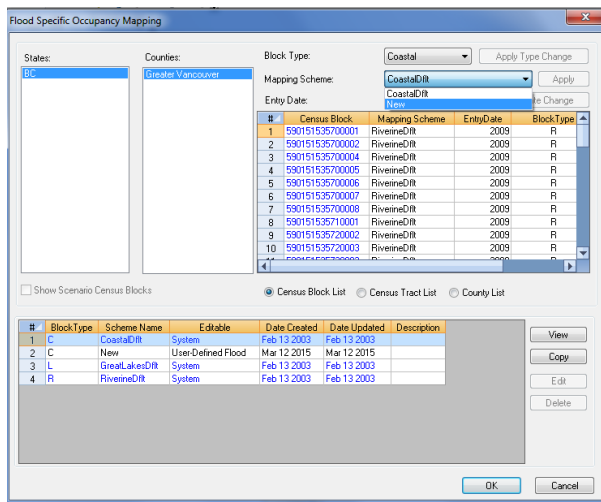 Flood Specific Occupancy Mapping
States: Counties: Block Type: Coastal Apply Type Change
BC Greater Vancouver Mapping Scheme: CoastalDflt Apply
CoastalDflt
Entry Date: New te Change
# Census Block Mapping Scheme EntryDate BlockType
1 590151535700001 RiverineDflt 2009 R
2 590151535700002 RiverineDflt 2009 R
3 590151535700004 RiverineDflt 2009 R
4 590151535700005 RiverineDflt 2009 R
5 590151535700006 RiverineDflt 2009 R
6 590151535700007 RiverineDflt 2009 R
7 590151535700008 RiverineDflt 2009 R
8 590151535710001 RiverineDflt 2009 R
9 590151535720002 RiverineDflt 2009 R
10 590151535720003 RiverineDflt 2009 R
Show Scenario Census Blocks Census Block List Census Tract List County List
# BlockType Scheme Name Editable Date Created Date Updated Description View
1 C CoastalDflt System Feb 13 2003 Feb 13 2003
2 C New User-Defined Flood Mar 12 2015 Mar 12 2015 Copy
3 L GreatLakesDflt System Feb 13 2003 Feb 13 2003
4 R RiverineDflt System Feb 13 2003 Feb 13 2003 Edit
Delete
OK Cancel